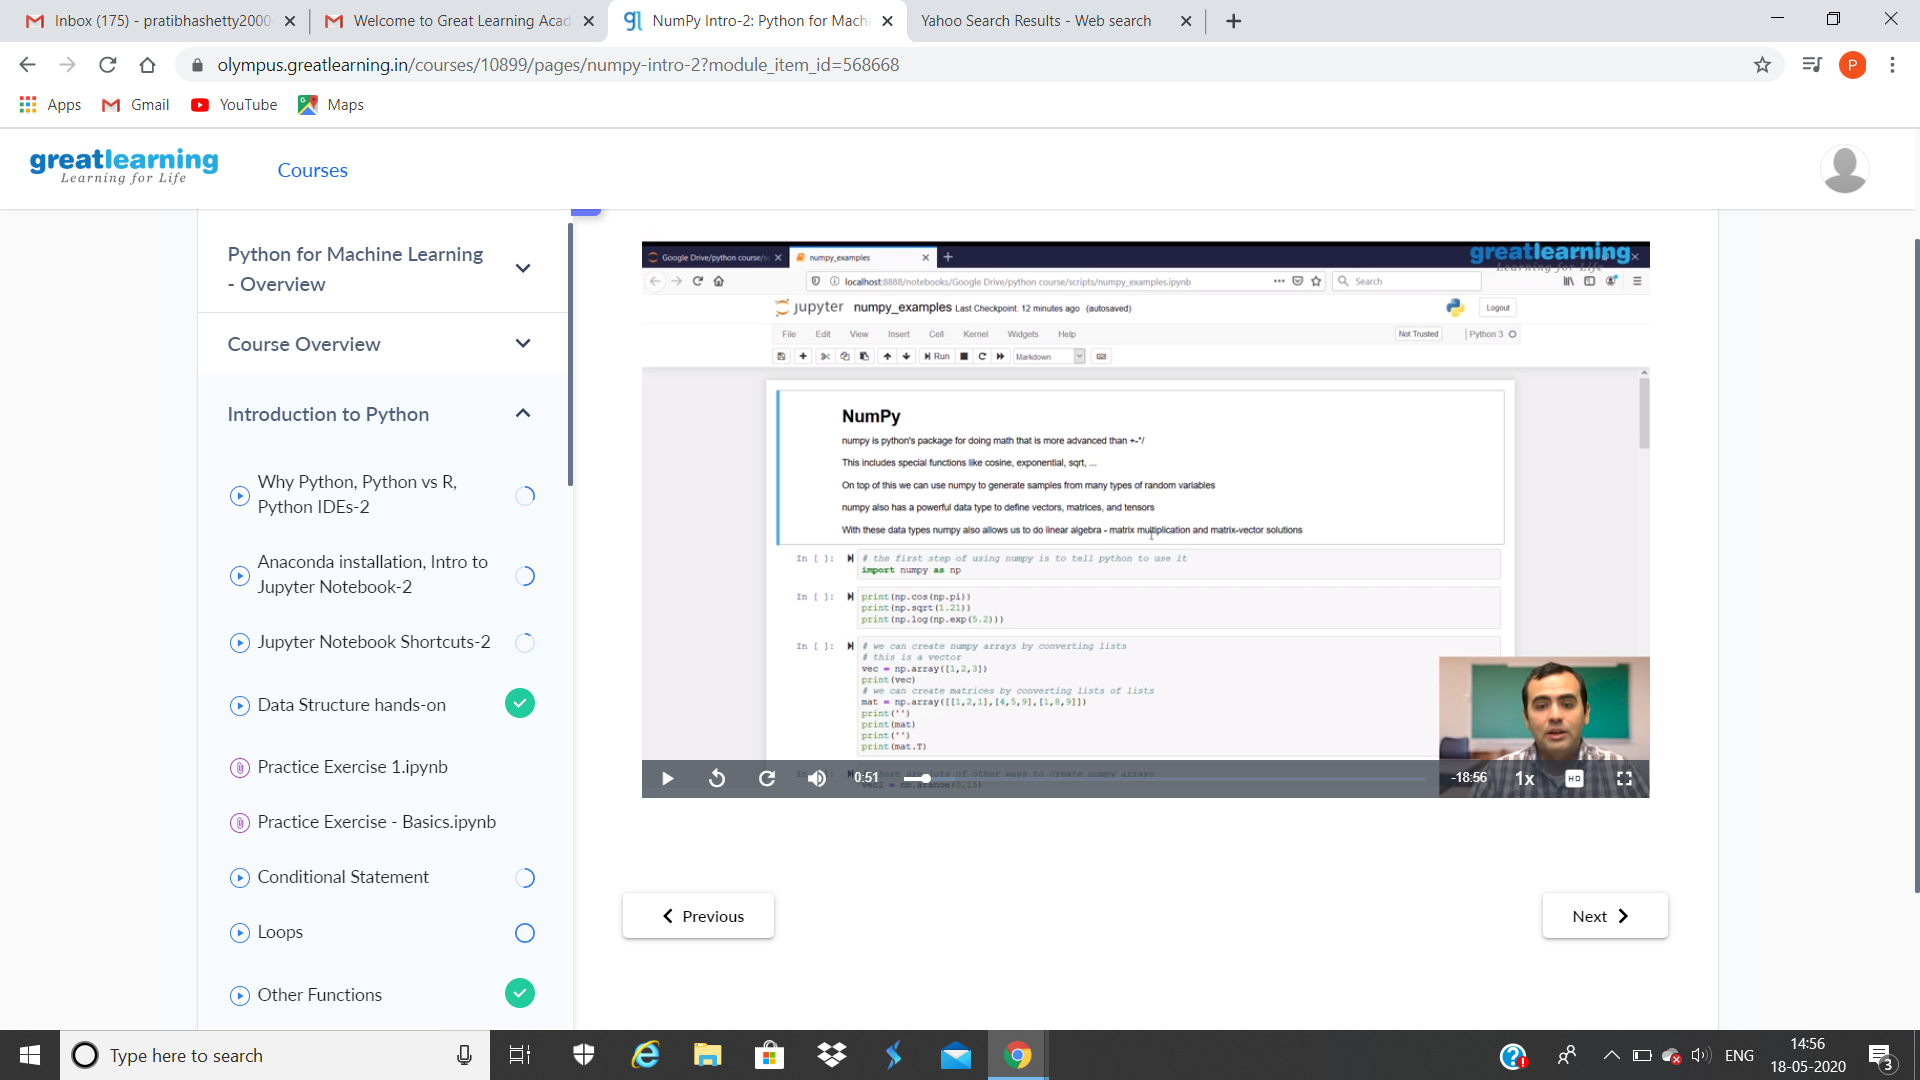 Inbox (175) - pratibhashetty2000
Welcome to Great Learning Acad
NumPy Intro-2: Python for Machi
Yahoo Search Results - Web search
olympus.greatlearning.in/courses/10899/pages/numpy-intro-2?module_item_id=568668
P
Apps
Gmail
YouTube
Maps
greatlearning
Learning for Life
Courses
Python for Machine Learning
- Overview
Course Overview
Introduction to Python
Why Python, Python vs R,
Python IDEs-2
Anaconda installation, Intro to
Jupyter Notebook-2
Jupyter Notebook Shortcuts-2
Data Structure hands-on
Practice Exercise 1.ipynb
Practice Exercise - Basics.ipynb
Conditional Statement
Loops
Other Functions
Google Drive/python course/s
numpy_examples
greatlearning
Learning for Life
localhost:8888/notebooks/Google Drive/python course/scripts/numpy_examples.ipynb
Search
jupyter numpy_examples Last Checkpoint: 12 minutes ago (autosaved)
Logout
File Edit View Insert Cell Kernel Widgets Help
Not Trusted
Python 3
Run
Markdown
NumPy
numpy is python's package for doing math that is more advanced than +-*/
This includes special functions like cosine, exponential, sqrt, ...
On top of this we can use numpy to generate samples from many types of random variables
numpy also has a powerful data type to define vectors, matrices, and tensors
With these data types numpy also allows us to do linear algebra - matrix multiplication and matrix-vector solutions
In [ ]: # the first step of using numpy is to tell python to use it
import numpy as np
In [ ]: print(np.cos(np.pi))
print(np.sqrt(1.21))
print(np.log(np.exp(5.2)))
In [ ]: # we can create numpy arrays by converting lists
# this is a vector
vec = np.array([1,2,3])
print(vec)
# we can create matrices by converting lists of lists
mat = np.array([[1,2,1],[4,5,9],[1,8,9]])
print('')
print(mat)
print('')
print(mat.T)
there are lots of other ways to create numpy arrays
vec2 = np.arange(0,15)
0:51
-18:56
1x
HD
Previous
Next
Type here to search
ENG
14:56
18-05-2020
3